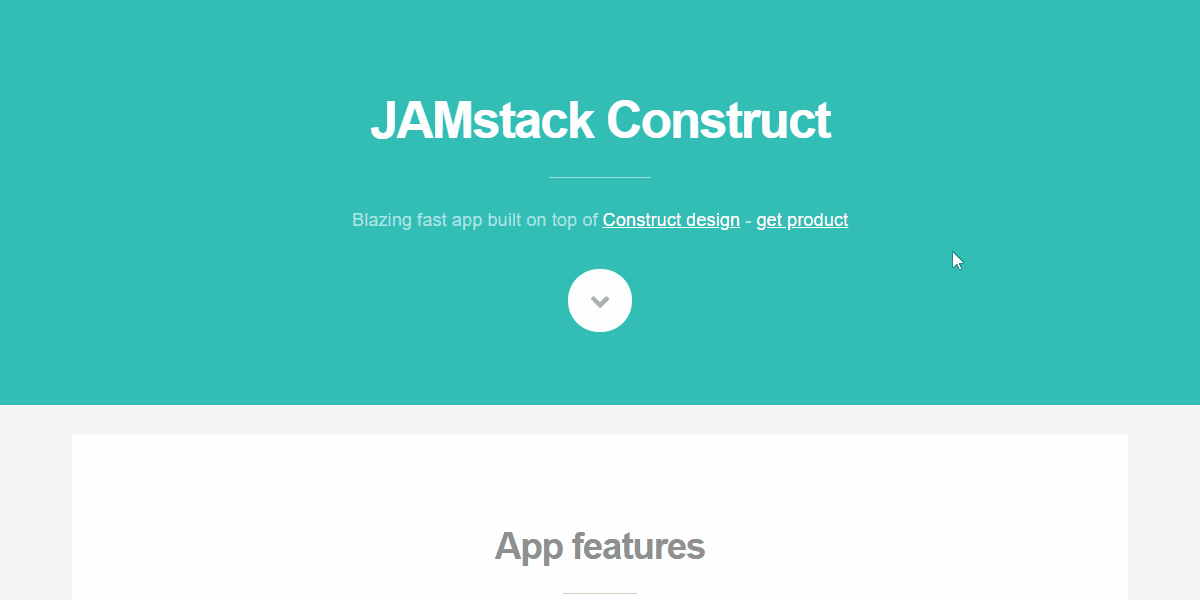 JAMstack Construct
Blazing fast app built on top of Construct design - get product
App features